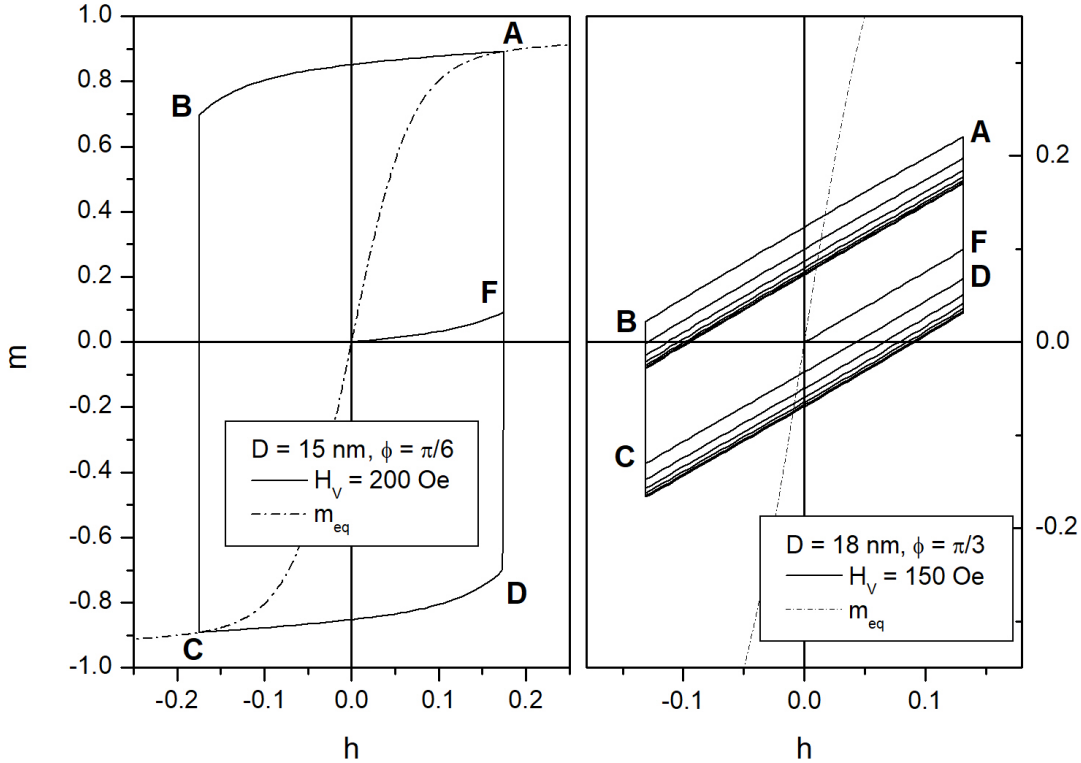 1.0
0.8
0.6
0.4
0.2
0.0
-0.2
-0.4
-0.6
-0.8
-1.0
m
A
B
F
D
C
D = 15 nm, ϕ = π/6
H_V = 200 Oe
m_eq
-0.2 -0.1 0.0 0.1 0.2
h
A
F
D
B
C
D = 18 nm, ϕ = π/3
H_V = 150 Oe
m_eq
0.2
0.0
-0.2
-0.1 0.0 0.1
h